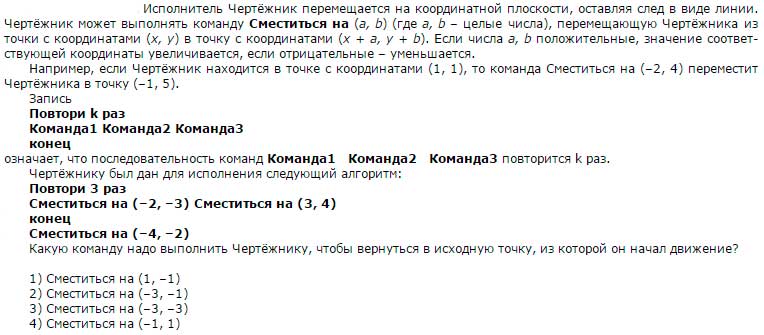 Исполнитель Чертёжник перемещается на координатной плоскости, оставляя след в виде линии.
Чертёжник может выполнять команду Сместиться на (a, b) (где a, b – целые числа), перемещающую Чертёжника из
точки с координатами (x, y) в точку с координатами (x + a, y + b). Если числа a, b положительные, значение соответ-
ствующей координаты увеличивается, если отрицательные – уменьшается.
Например, если Чертёжник находится в точке с координатами (1, 1), то команда Сместиться на (–2, 4) переместит
Чертёжника в точку (–1, 5).
Запись
Повтори k раз
Команда1 Команда2 Команда3
конец
означает, что последовательность команд Команда1 Команда2 Команда3 повторится k раз.
Чертёжнику был дан для исполнения следующий алгоритм:
Повтори 3 раз
Сместиться на (–2, –3) Сместиться на (3, 4)
конец
Сместиться на (–4, –2)
Какую команду надо выполнить Чертёжнику, чтобы вернуться в исходную точку, из которой он начал движение?
1) Сместиться на (1, –1)
2) Сместиться на (–3, –1)
3) Сместиться на (–3, –3)
4) Сместиться на (–1, 1)